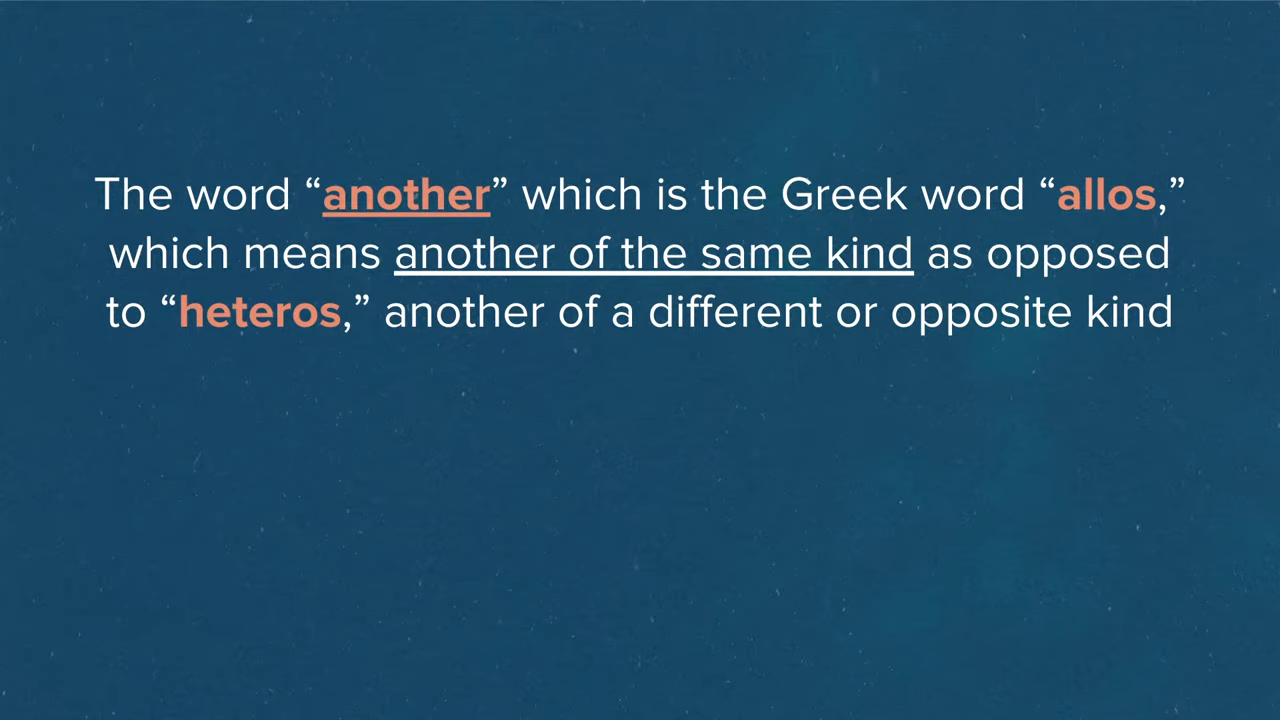 The word “another” which is the Greek word “allos,”
which means another of the same kind as opposed
to “heteros,” another of a different or opposite kind